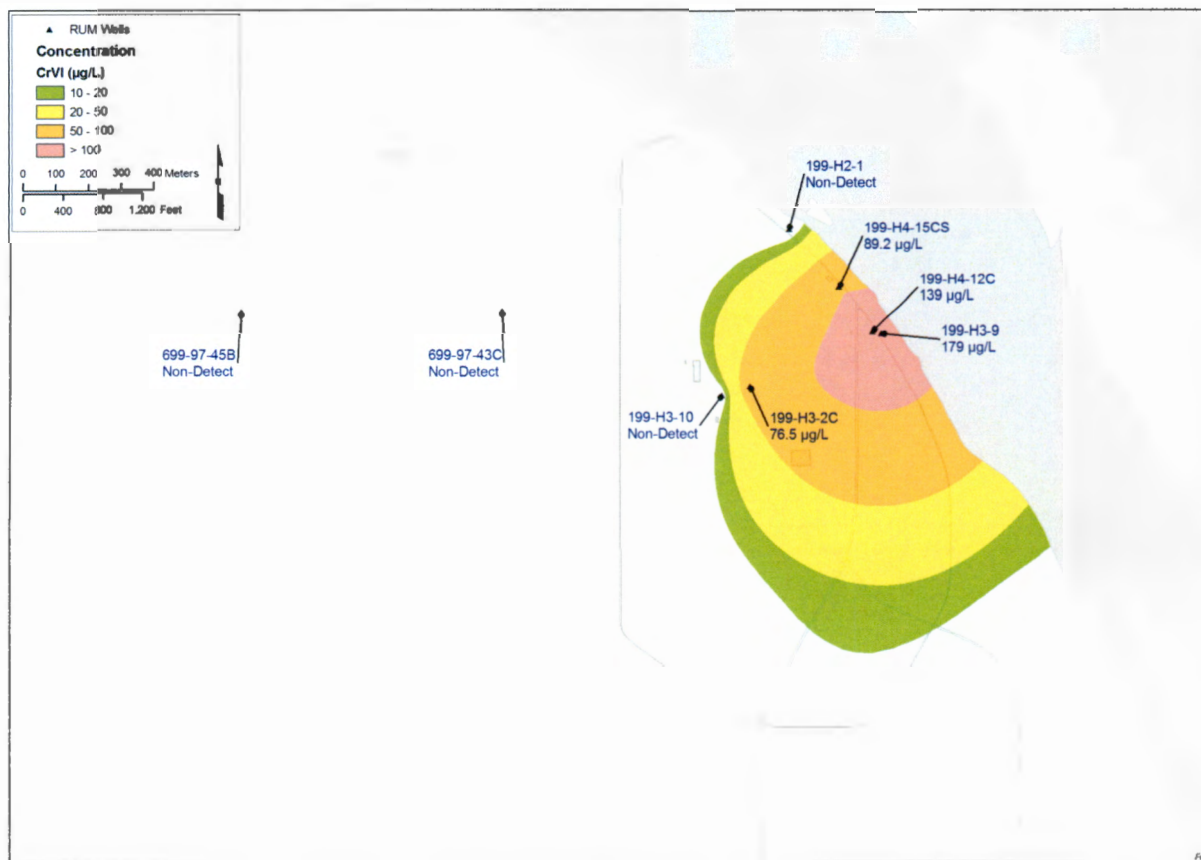 RUM Wells
Concentration
CrVI (µg/L)
10 - 20
20 - 50
50 - 100
> 100
0 100 200 300 400 Meters
0 400 800 1,200 Feet
199-H2-1
Non-Detect
199-H4-15CS
89.2 µg/L
199-H4-12C
139 µg/L
199-H3-9
179 µg/L
699-97-45B
Non-Detect
699-97-43C
Non-Detect
199-H3-10
Non-Detect
199-H3-2C
76.5 µg/L